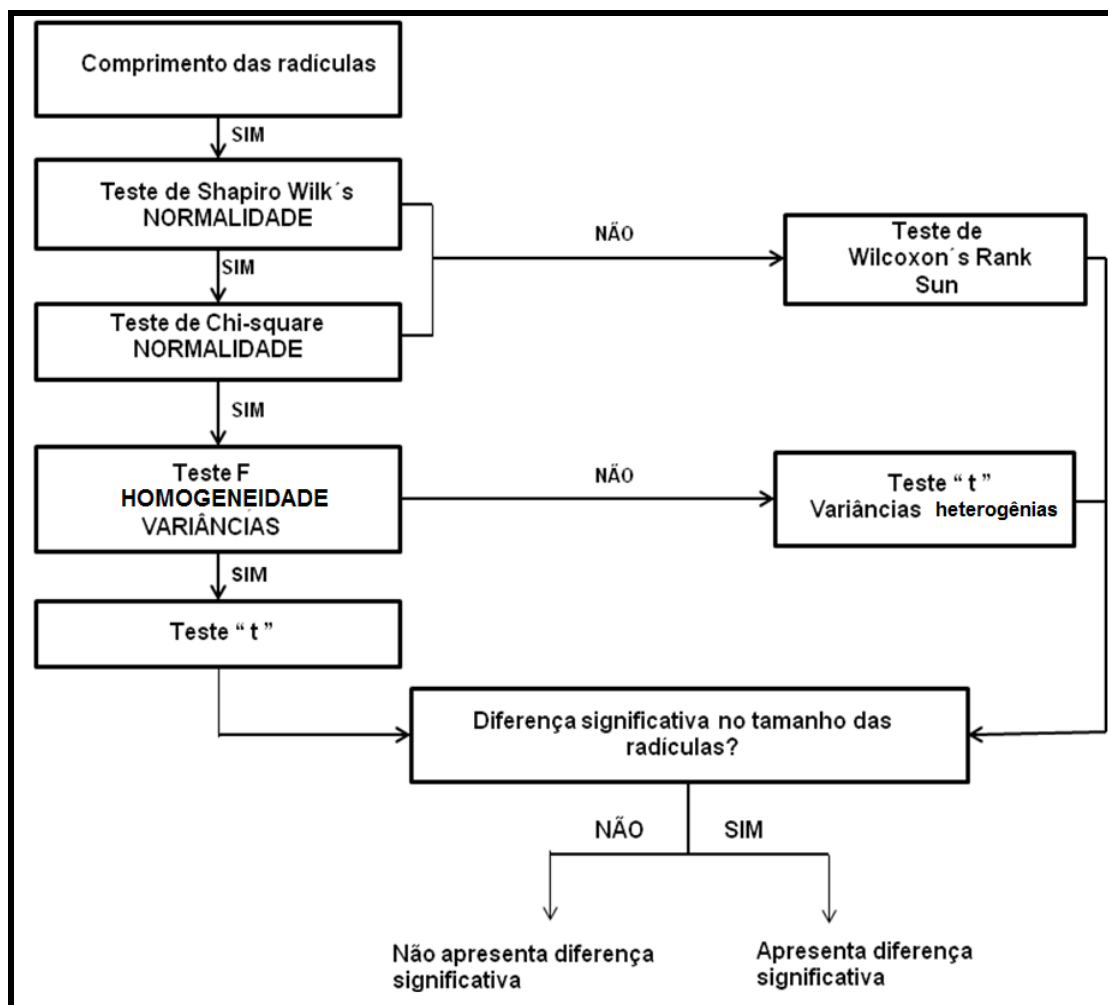 Comprimento das radículas
SIM
Teste de Shapiro Wilk´s
NORMALIDADE
NÃO
Teste de
Wilcoxon´s Rank
Sun
SIM
Teste de Chi-square
NORMALIDADE
SIM
Teste F
HOMOGENEIDADE
VARIÂNCIAS
NÃO
Teste “ t ”
Variâncias heterogênias
SIM
Teste “ t ”
Diferença significativa no tamanho das
radículas?
NÃO
SIM
Não apresenta diferença
significativa
Apresenta diferença
significativa